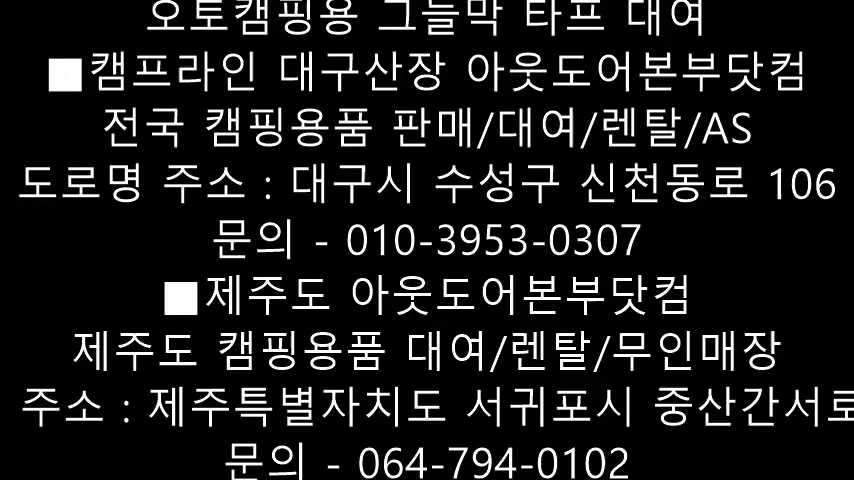 오토캠핑용 그늘막 타프 대여
■캠프라인 대구산장 아웃도어본부닷컴
전국 캠핑용품 판매/대여/렌탈/AS
도로명 주소 : 대구시 수성구 신천동로 106
문의 - 010-3953-0307
■제주도 아웃도어본부닷컴
제주도 캠핑용품 대여/렌탈/무인매장
주소 : 제주특별자치도 서귀포시 중산간서로
문의 - 064-794-0102